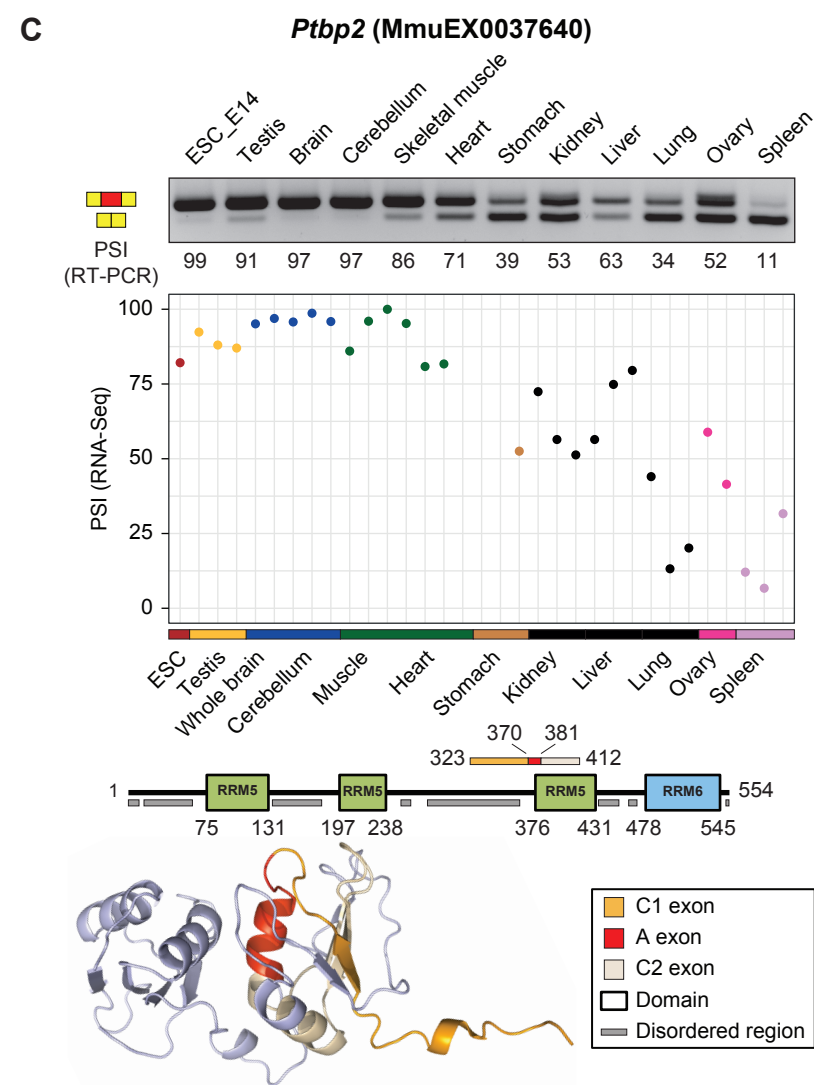 C
Ptbp2 (MmuEX0037640)
ESC_E14 Testis Brain Cerebellum Skeletal muscle Heart Stomach Kidney Liver Lung Ovary Spleen
PSI
(RT-PCR)
99 91 97 97 86 71 39 53 63 34 52 11
PSI (RNA-Seq)
100
75
50
25
0
ESC Testis Whole brain Cerebellum Muscle Heart Stomach Kidney Liver Lung Ovary Spleen
370 381
323 412
1 RRM5 RRM5 RRM5 RRM6 554
75 131 197 238 376 431 478 545
C1 exon
A exon
C2 exon
Domain
Disordered region